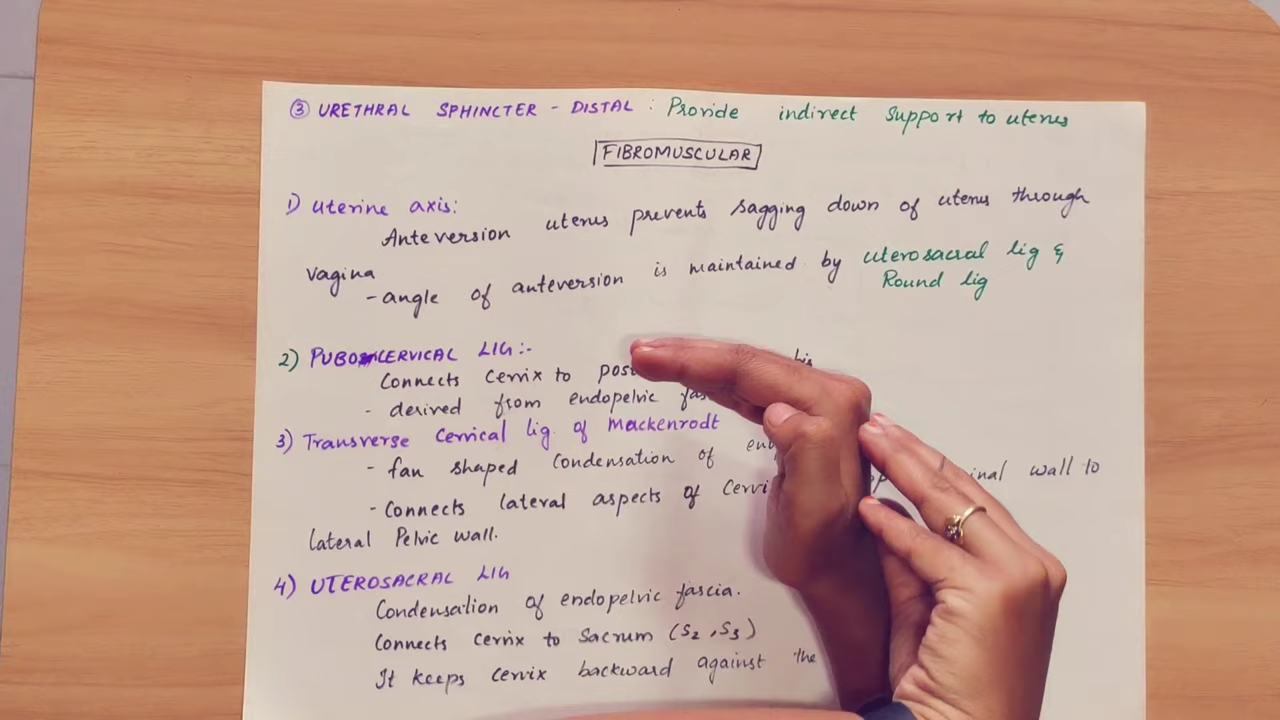 ③ URETHRAL SPHINCTER - DISTAL : Provide indirect support to uterus
FIBROMUSCULAR
1) Uterine axis:
Anteversion uterus prevents sagging down of uterus through
Vagina
- angle of anteversion is maintained by uterosacral lig &
Round lig
2) PUBOCERVICAL LIG:-
Connects cervix to
- derived from endopelvic
3) Transverse Cervical lig. of Mackenrodt
- fan shaped Condensation of
- Connects lateral aspects of wall to
lateral Pelvic wall.
4) UTEROSACRAL LIG
Condensation of endopelvic fascia.
Connects cervix to Sacrum (S2, S3)
It keeps cervix backward against the